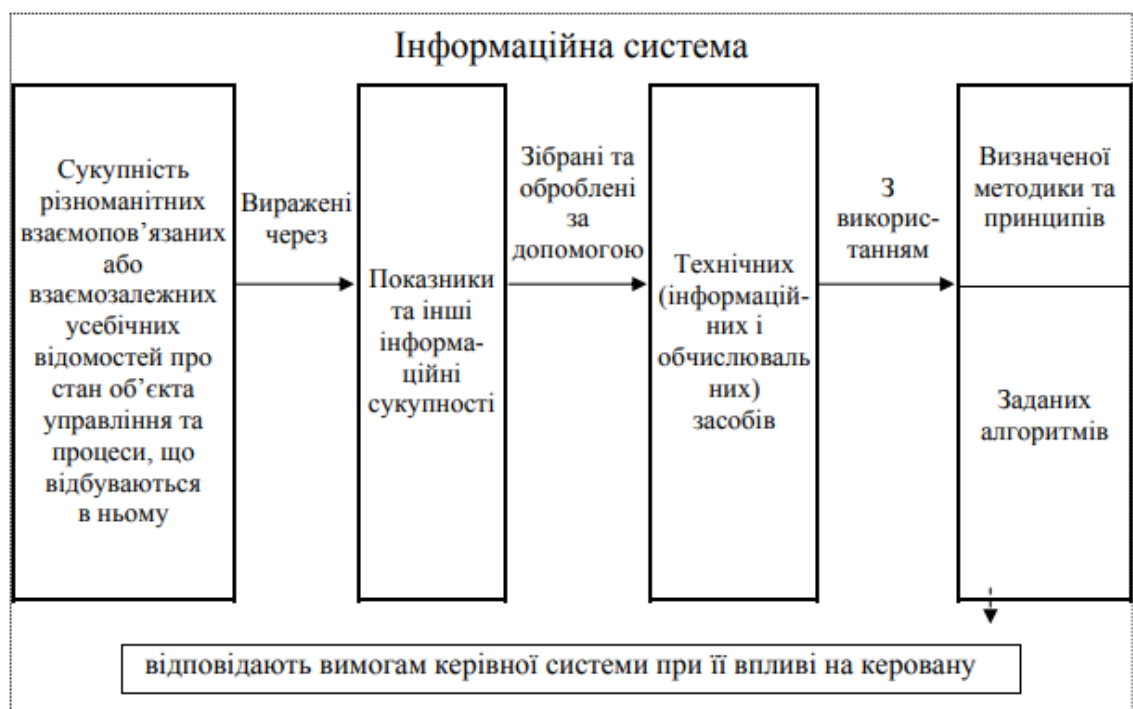 Інформаційна система
Сукупність
різноманітних
взаємопов’язаних
або
взаємозалежних
усебічних
відомостей про
стан об’єкта
управління та
процеси, що
відбуваються
в ньому
Виражені
через
Показники
та інші
інформа-
ційні
сукупності
Зібрані та
оброблені
за
допомогою
Технічних
(інформацій-
них і
обчислюваль
них)
засобів
З
викорис-
танням
Визначеної
методики та
принципів
Заданих
алгоритмів
відповідають вимогам керівної системи при її впливі на керовану